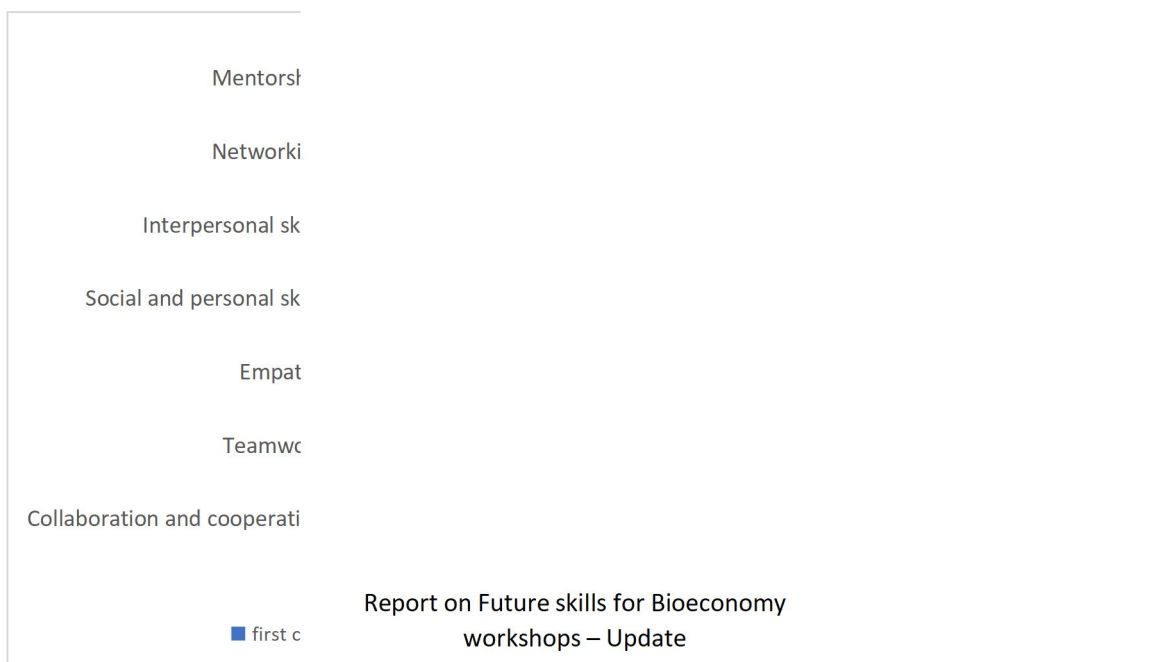 Mentorsh
Networki
Interpersonal sk
Social and personal sk
Empat
Teamwo
Collaboration and cooperati
first c
Report on Future skills for Bioeconomy
workshops – Update